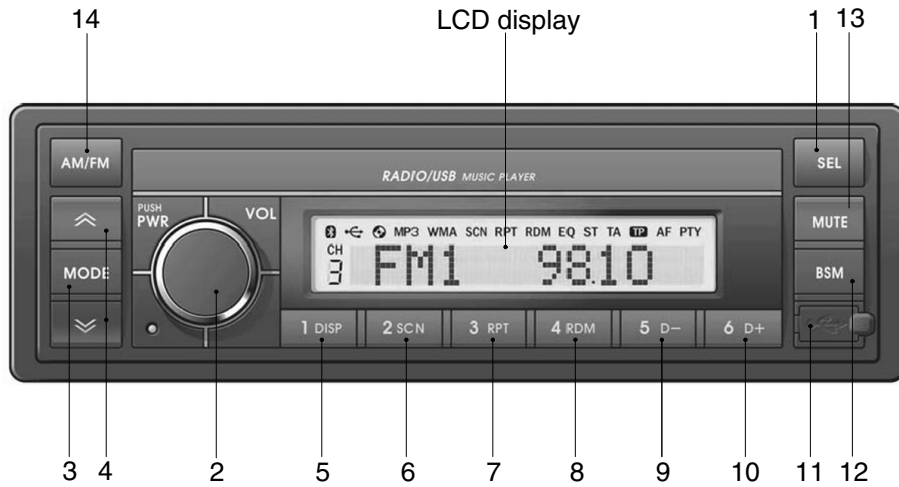 14 LCD display 1 13
AM/FM
RADIO/USB MUSIC PLAYER
SEL
PUSH
PWR
VOL
MP3 WMA SCN RPT RDM EQ ST TA TP AF PTY
CH
3 FM1 98.10
MUTE
MODE
BSM
1 DISP 2 SCN 3 RPT 4 RDM 5 D− 6 D+
3 4 2 5 6 7 8 9 10 11 12